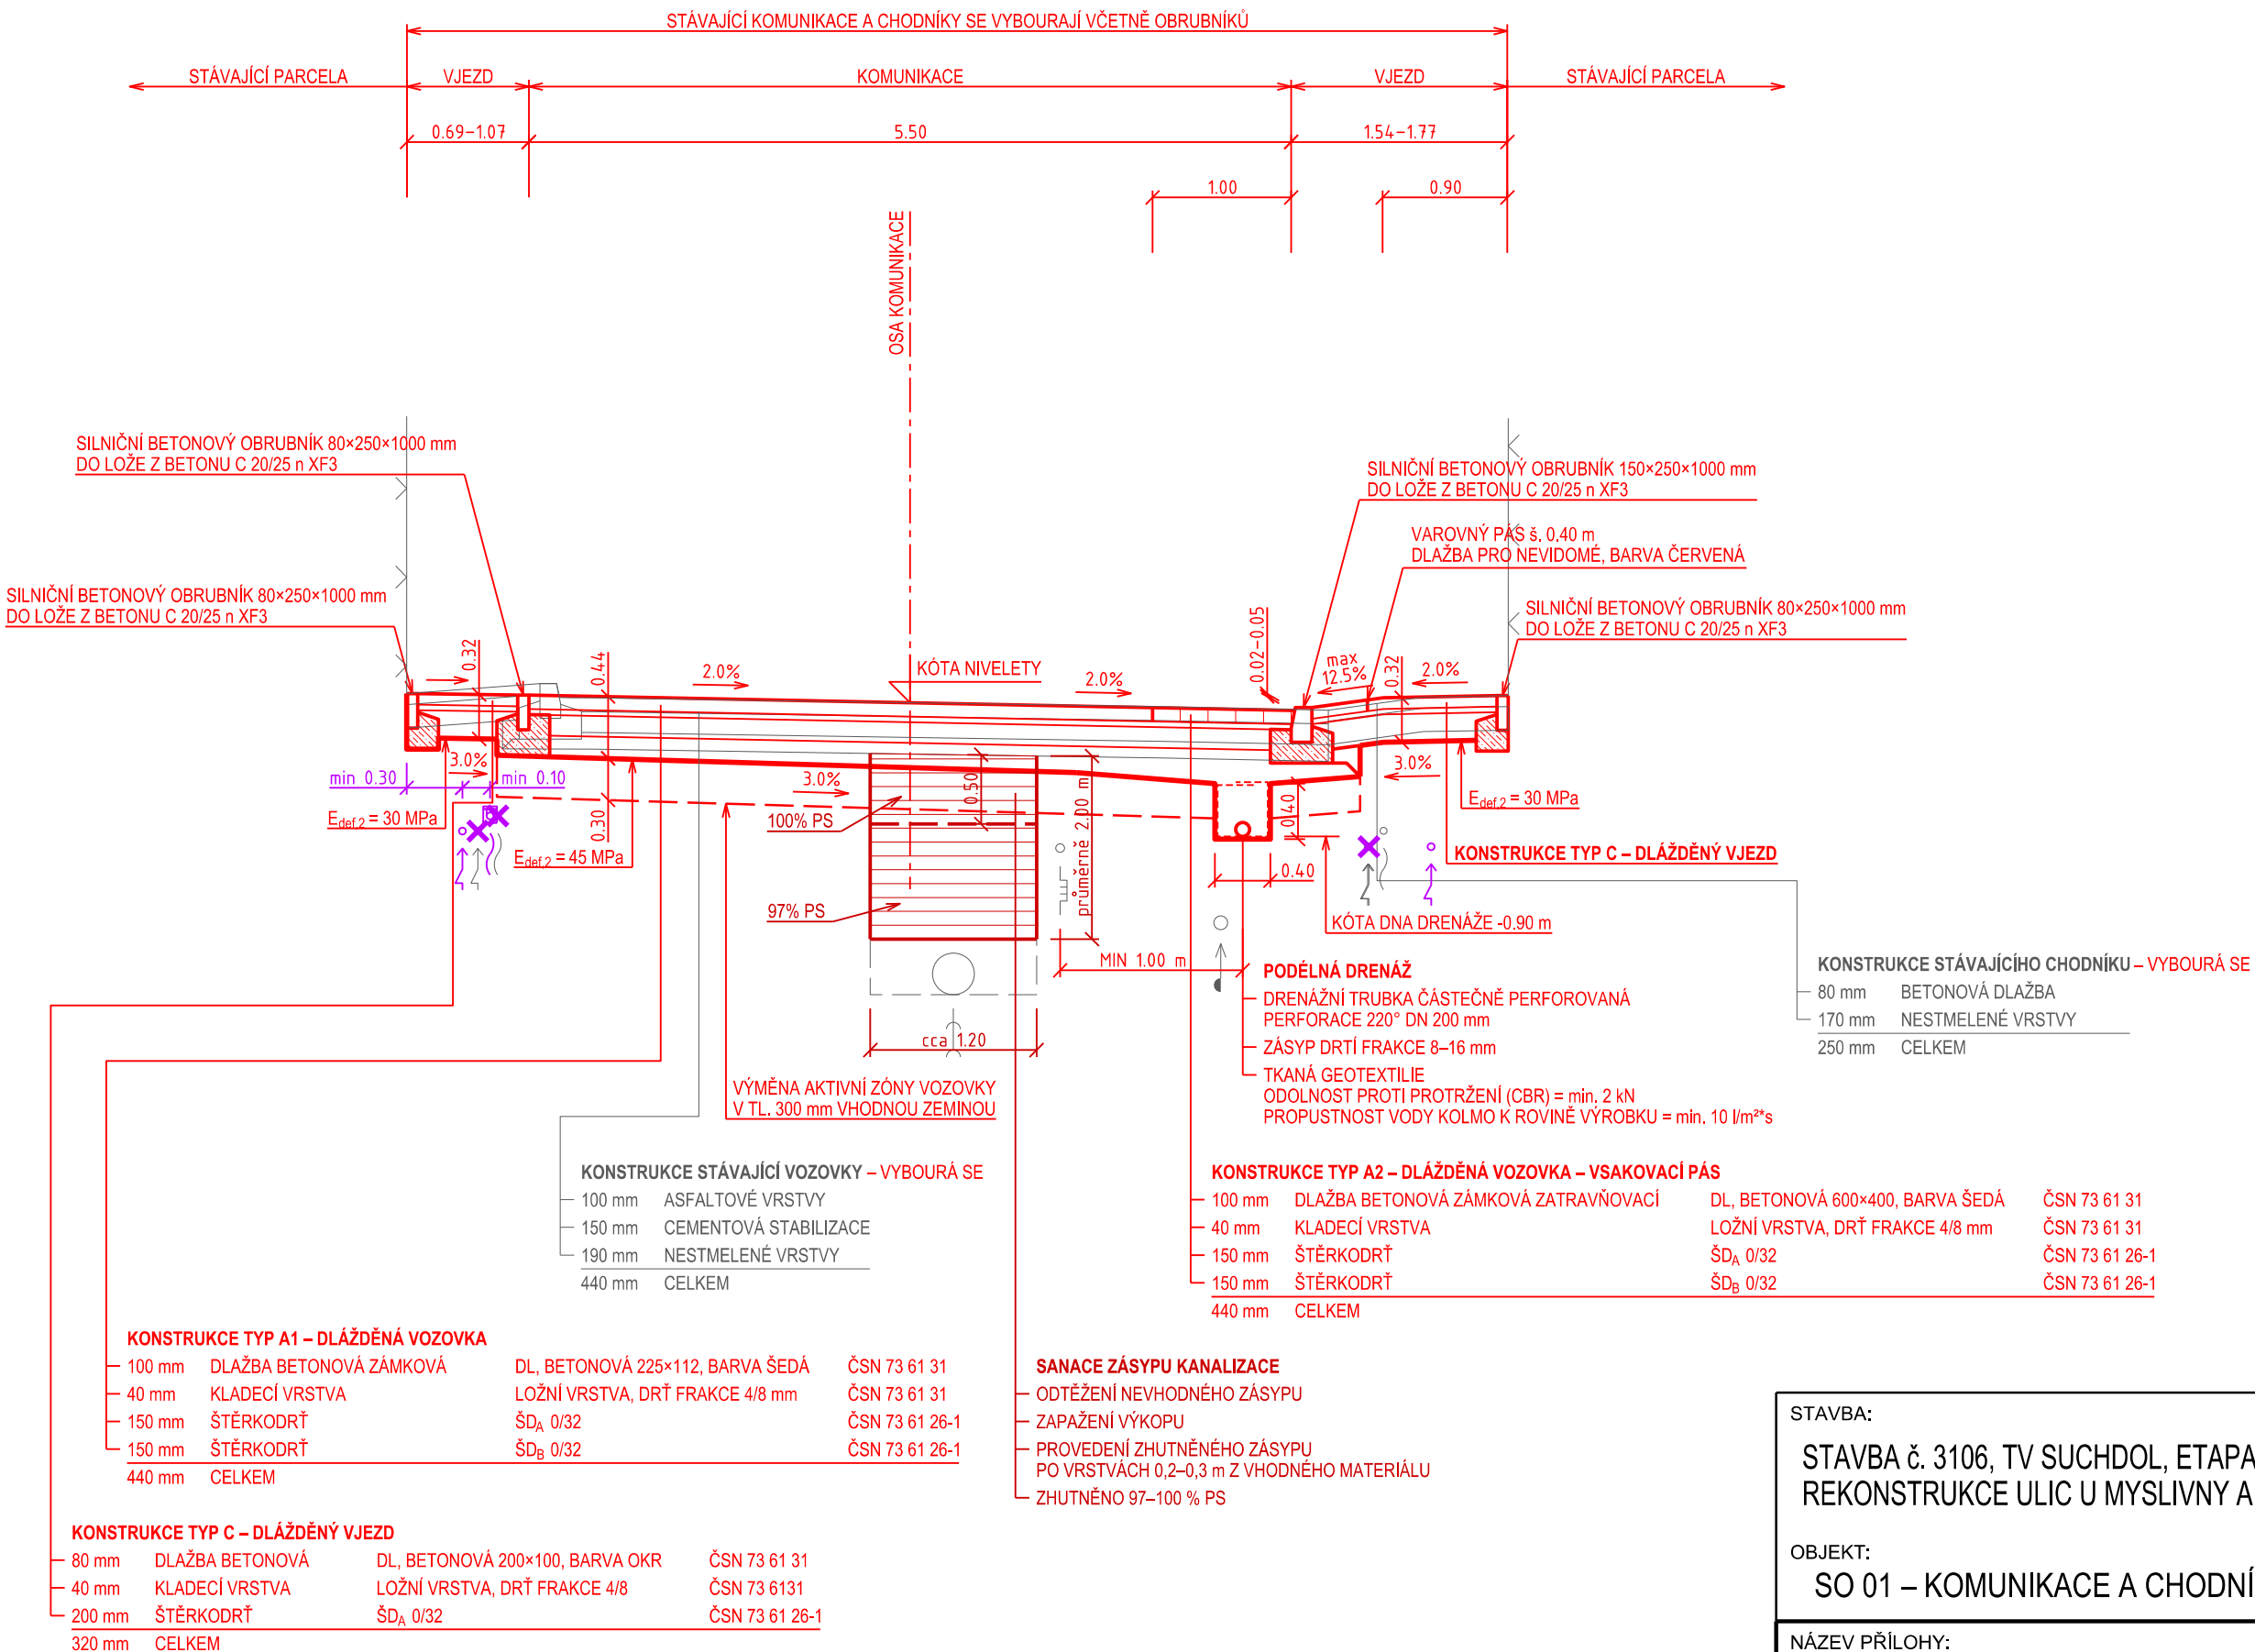 STÁVAJÍCÍ KOMUNIKACE A CHODNÍKY SE VYBOURAJÍ VČETNĚ OBRUBNÍKŮ
STÁVAJÍCÍ PARCELA
VJEZD
KOMUNIKACE
VJEZD
STÁVAJÍCÍ PARCELA
0.69–1.07
5.50
1.54–1.77
1.00
0.90
OSA KOMUNIKACE
SILNIČNÍ BETONOVÝ OBRUBNÍK 80×250×1000 mm
DO LOŽE Z BETONU C 20/25 n XF3
SILNIČNÍ BETONOVÝ OBRUBNÍK 150×250×1000 mm
DO LOŽE Z BETONU C 20/25 n XF3
VAROVNÝ PÁS š. 0.40 m
DLAŽBA PRO NEVIDOMÉ, BARVA ČERVENÁ
SILNIČNÍ BETONOVÝ OBRUBNÍK 80×250×1000 mm
DO LOŽE Z BETONU C 20/25 n XF3
SILNIČNÍ BETONOVÝ OBRUBNÍK 80×250×1000 mm
DO LOŽE Z BETONU C 20/25 n XF3
0.32
0.44
2.0%
KÓTA NIVELETY
2.0%
0.02–0.05
max
12.5%
0.32
2.0%
min 0.30
3.0%
min 0.10
3.0%
0.50
3.0%
Edef,2 = 30 MPa
Edef,2 = 45 MPa
0.30
100% PS
97% PS
průměrně 2.00 m
0.40
0.40
Edef,2 = 30 MPa
KONSTRUKCE TYP C – DLÁŽDĚNÝ VJEZD
KÓTA DNA DRENÁŽE -0.90 m
MIN 1.00 m
cca 1.20
PODÉLNÁ DRENÁŽ
DRENÁŽNÍ TRUBKA ČÁSTEČNĚ PERFOROVANÁ
PERFORACE 220° DN 200 mm
ZÁSYP DRTÍ FRAKCE 8–16 mm
TKANÁ GEOTEXTILIE
ODOLNOST PROTI PROTRŽENÍ (CBR) = min. 2 kN
PROPUSTNOST VODY KOLMO K ROVINĚ VÝROBKU = min. 10 l/m²*s
KONSTRUKCE STÁVAJÍCÍHO CHODNÍKU – VYBOURÁ SE
80 mm BETONOVÁ DLAŽBA
170 mm NESTMELENÉ VRSTVY
250 mm CELKEM
VÝMĚNA AKTIVNÍ ZÓNY VOZOVKY
V TL. 300 mm VHODNOU ZEMINOU
KONSTRUKCE STÁVAJÍCÍ VOZOVKY – VYBOURÁ SE
100 mm ASFALTOVÉ VRSTVY
150 mm CEMENTOVÁ STABILIZACE
190 mm NESTMELENÉ VRSTVY
440 mm CELKEM
KONSTRUKCE TYP A2 – DLÁŽDĚNÁ VOZOVKA – VSAKOVACÍ PÁS
100 mm DLAŽBA BETONOVÁ ZÁMKOVÁ ZATRAVŇOVACÍ DL, BETONOVÁ 600×400, BARVA ŠEDÁ ČSN 73 61 31
40 mm KLADECÍ VRSTVA LOŽNÍ VRSTVA, DRŤ FRAKCE 4/8 mm ČSN 73 61 31
150 mm ŠTĚRKODRŤ ŠDA 0/32 ČSN 73 61 26-1
150 mm ŠTĚRKODRŤ ŠDB 0/32 ČSN 73 61 26-1
440 mm CELKEM
KONSTRUKCE TYP A1 – DLÁŽDĚNÁ VOZOVKA
100 mm DLAŽBA BETONOVÁ ZÁMKOVÁ DL, BETONOVÁ 225×112, BARVA ŠEDÁ ČSN 73 61 31
40 mm KLADECÍ VRSTVA LOŽNÍ VRSTVA, DRŤ FRAKCE 4/8 mm ČSN 73 61 31
150 mm ŠTĚRKODRŤ ŠDA 0/32 ČSN 73 61 26-1
150 mm ŠTĚRKODRŤ ŠDB 0/32 ČSN 73 61 26-1
440 mm CELKEM
SANACE ZÁSYPU KANALIZACE
ODTĚŽENÍ NEVHODNÉHO ZÁSYPU
ZAPAŽENÍ VÝKOPU
PROVEDENÍ ZHUTNĚNÉHO ZÁSYPU
PO VRSTVÁCH 0,2–0,3 m Z VHODNÉHO MATERIÁLU
ZHUTNĚNO 97–100 % PS
KONSTRUKCE TYP C – DLÁŽDĚNÝ VJEZD
80 mm DLAŽBA BETONOVÁ DL, BETONOVÁ 200×100, BARVA OKR ČSN 73 61 31
40 mm KLADECÍ VRSTVA LOŽNÍ VRSTVA, DRŤ FRAKCE 4/8 ČSN 73 6131
200 mm ŠTĚRKODRŤ ŠDA 0/32 ČSN 73 61 26-1
320 mm CELKEM
STAVBA:
STAVBA č. 3106, TV SUCHDOL, ETAPA
REKONSTRUKCE ULIC U MYSLIVNY A
OBJEKT:
SO 01 – KOMUNIKACE A CHODNÍ
NÁZEV PŘÍLOHY: